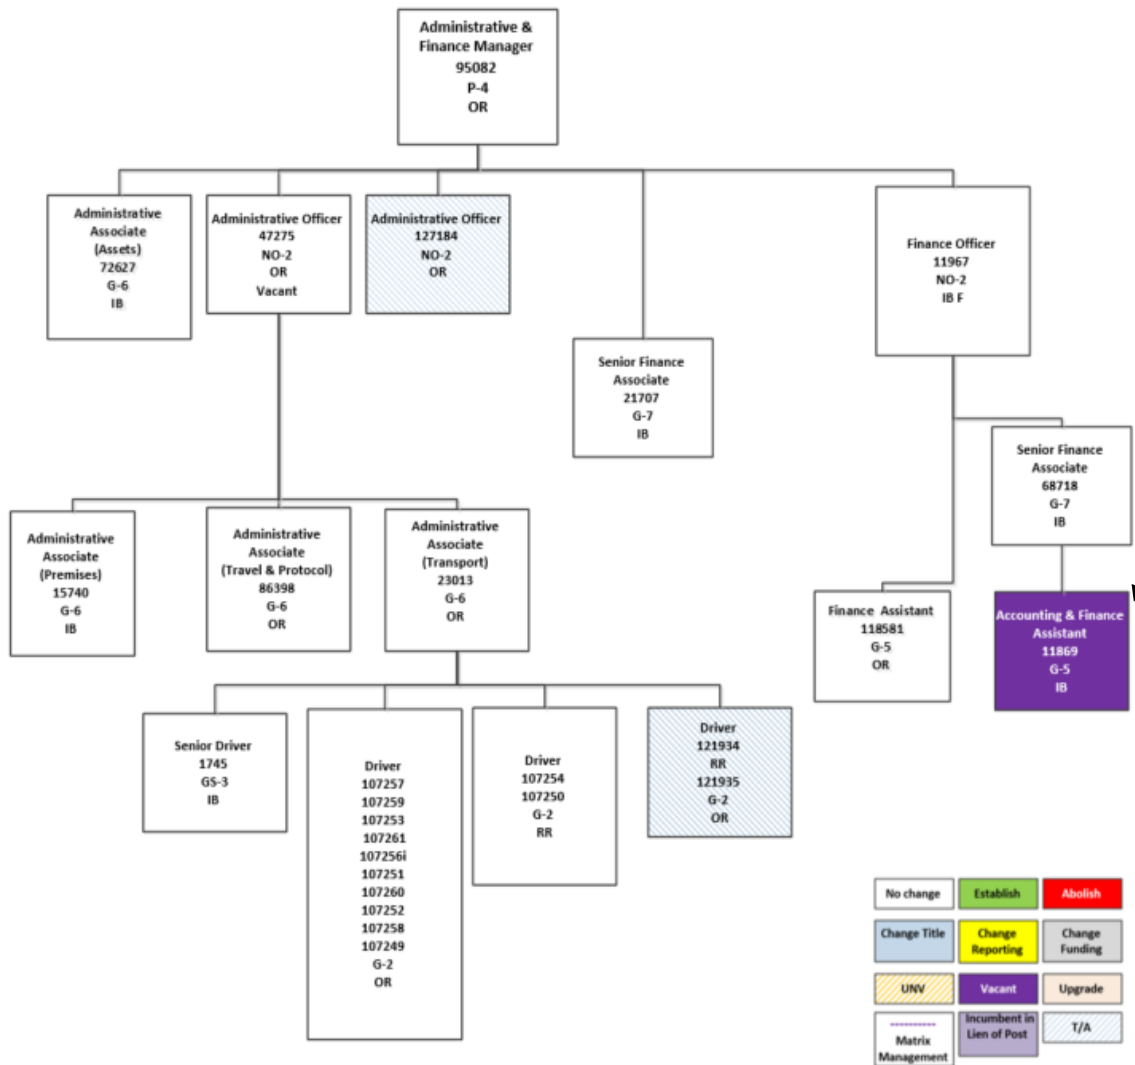 Administrative &
Finance Manager
95082
P-4
OR
Administrative
Associate
(Assets)
72627
G-6
IB
Administrative Officer
47275
NO-2
OR
Vacant
Administrative Officer
127184
NO-2
OR
Finance Officer
11967
NO-2
IB F
Senior Finance
Associate
21707
G-7
IB
Senior Finance
Associate
68718
G-7
IB
Administrative
Associate
(Premises)
15740
G-6
IB
Administrative
Associate
(Travel & Protocol)
86398
G-6
OR
Administrative
Associate
(Transport)
23013
G-6
OR
Finance Assistant
118581
G-5
OR
Accounting & Finance
Assistant
11869
G-5
IB
Senior Driver
1745
GS-3
IB
Driver
107257
107259
107253
107261
107256i
107251
107260
107252
107258
107249
G-2
OR
Driver
107254
107250
G-2
RR
Driver
121934
RR
121935
G-2
OR
No change
Establish
Abolish
Change Title
Change
Reporting
Change
Funding
UNV
Vacant
Upgrade
Matrix
Management
Incumbent in
Lien of Post
T/A